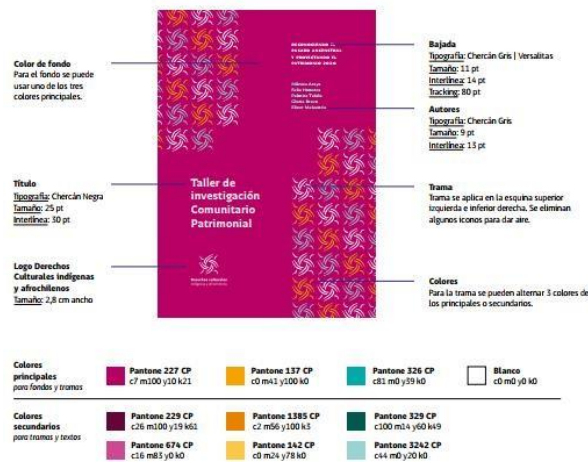 Color de fondo
Para el fondo se puede
usar uno de los tres
colores principales.
Título
Tipografía: Chercán Negra
Tamaño: 25 pt
Interlínea: 30 pt
Logo Derechos
Culturales Indígenas
y afrochilenos
Tamaño: 2,8 cm ancho
Taller de
investigación
Comunitario
Patrimonial
Bajada
Tipografía: Chercán Gris | Versalitas
Tamaño: 11 pt
Interlínea: 14 pt
Tracking: 80 pt
Autores
Tipografía: Chercán Gris
Tamaño: 9 pt
Interlínea: 13 pt
Trama
Trama se aplica en la esquina superior
izquierda e inferior derecha. Se eliminan
algunos iconos para dar aire.
Colores
Para la trama se pueden alternar 3 colores de
los principales o secundarios.
Colores
principales
para fondos y tramas
Pantone 227 CP
c7 m100 y10 k21
Pantone 137 CP
c0 m41 y100 k0
Pantone 326 CP
c81 m0 y39 k0
Blanco
c0 m0 y0 k0
Colores
secundarios
para tramas y textos
Pantone 229 CP
c26 m100 y19 k61
Pantone 1385 CP
c2 m56 y100 k3
Pantone 329 CP
c100 m14 y60 k49
Pantone 674 CP
c16 m83 y0 k0
Pantone 142 CP
c0 m24 y78 k0
Pantone 3242 CP
c44 m0 y20 k0